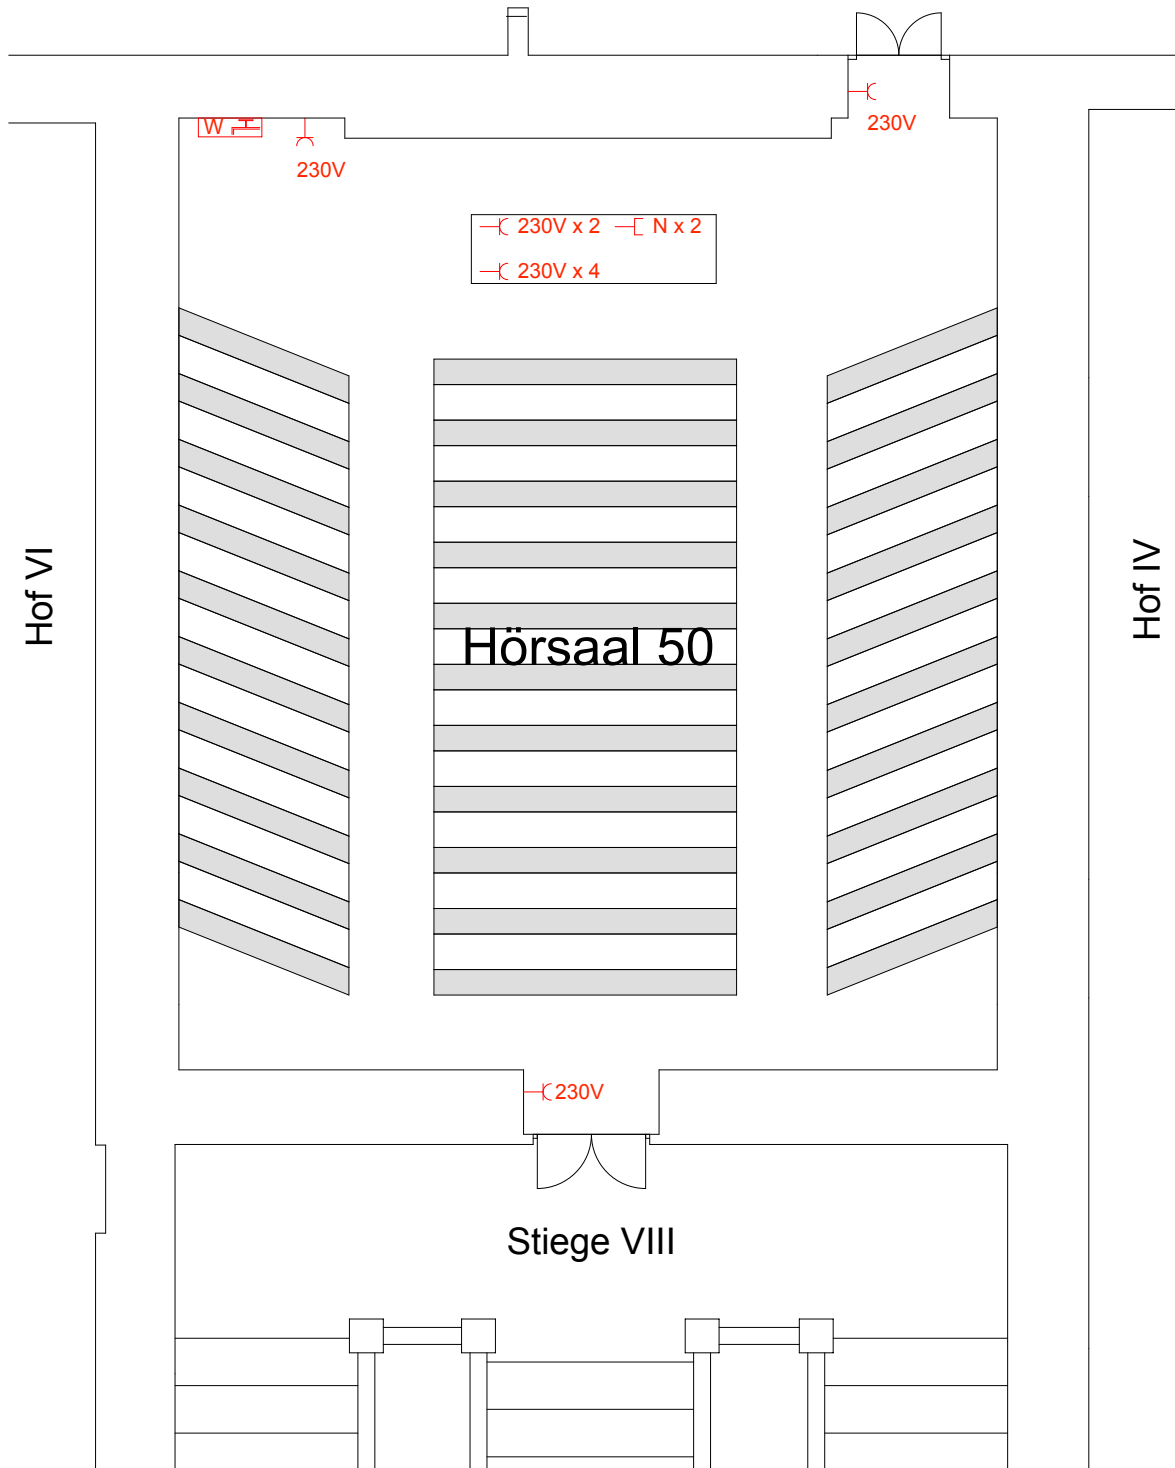 230V
W
230V
230V x 2 N x 2
230V x 4
Hof VI
Hof IV
Hörsaal 50
230V
Stiege VIII